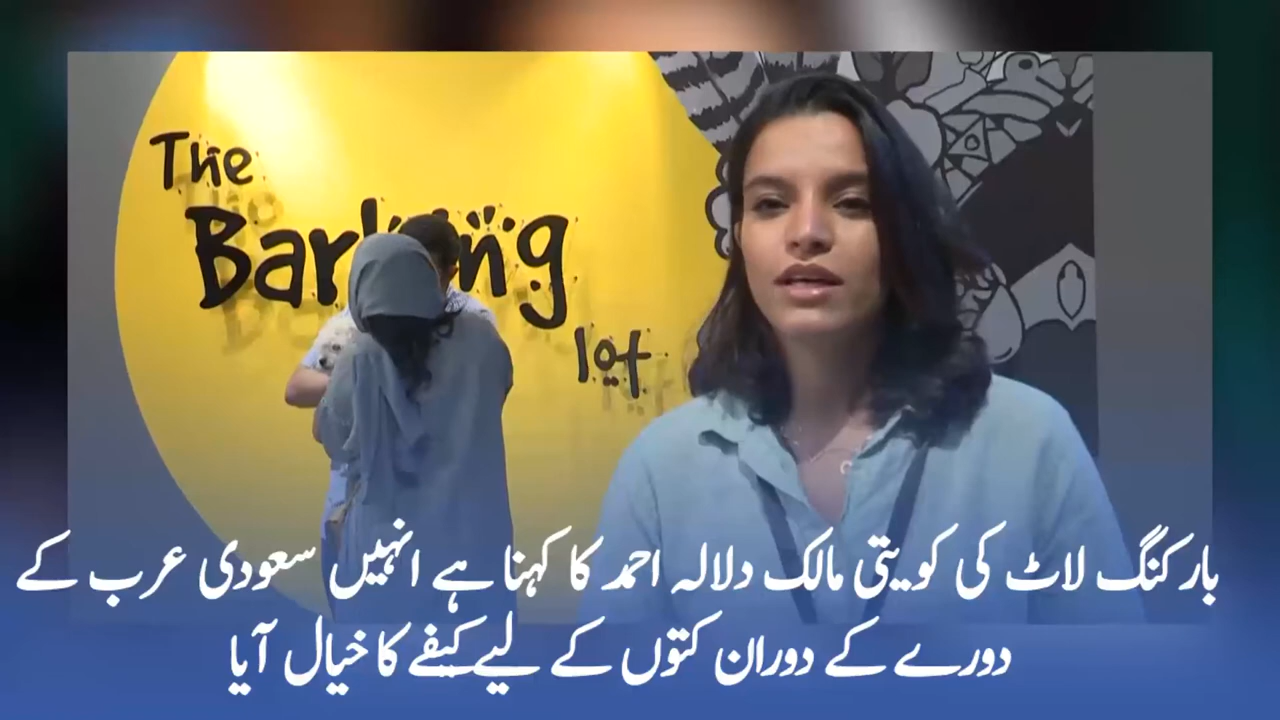 The
Barking
lot
بارکنگ لاٹ کی کویتی مالک دلالہ احمد کا کہنا ہے انہیں سعودی عرب کے
دورے کے دوران کتوں کے لیے کیفے کا خیال آیا